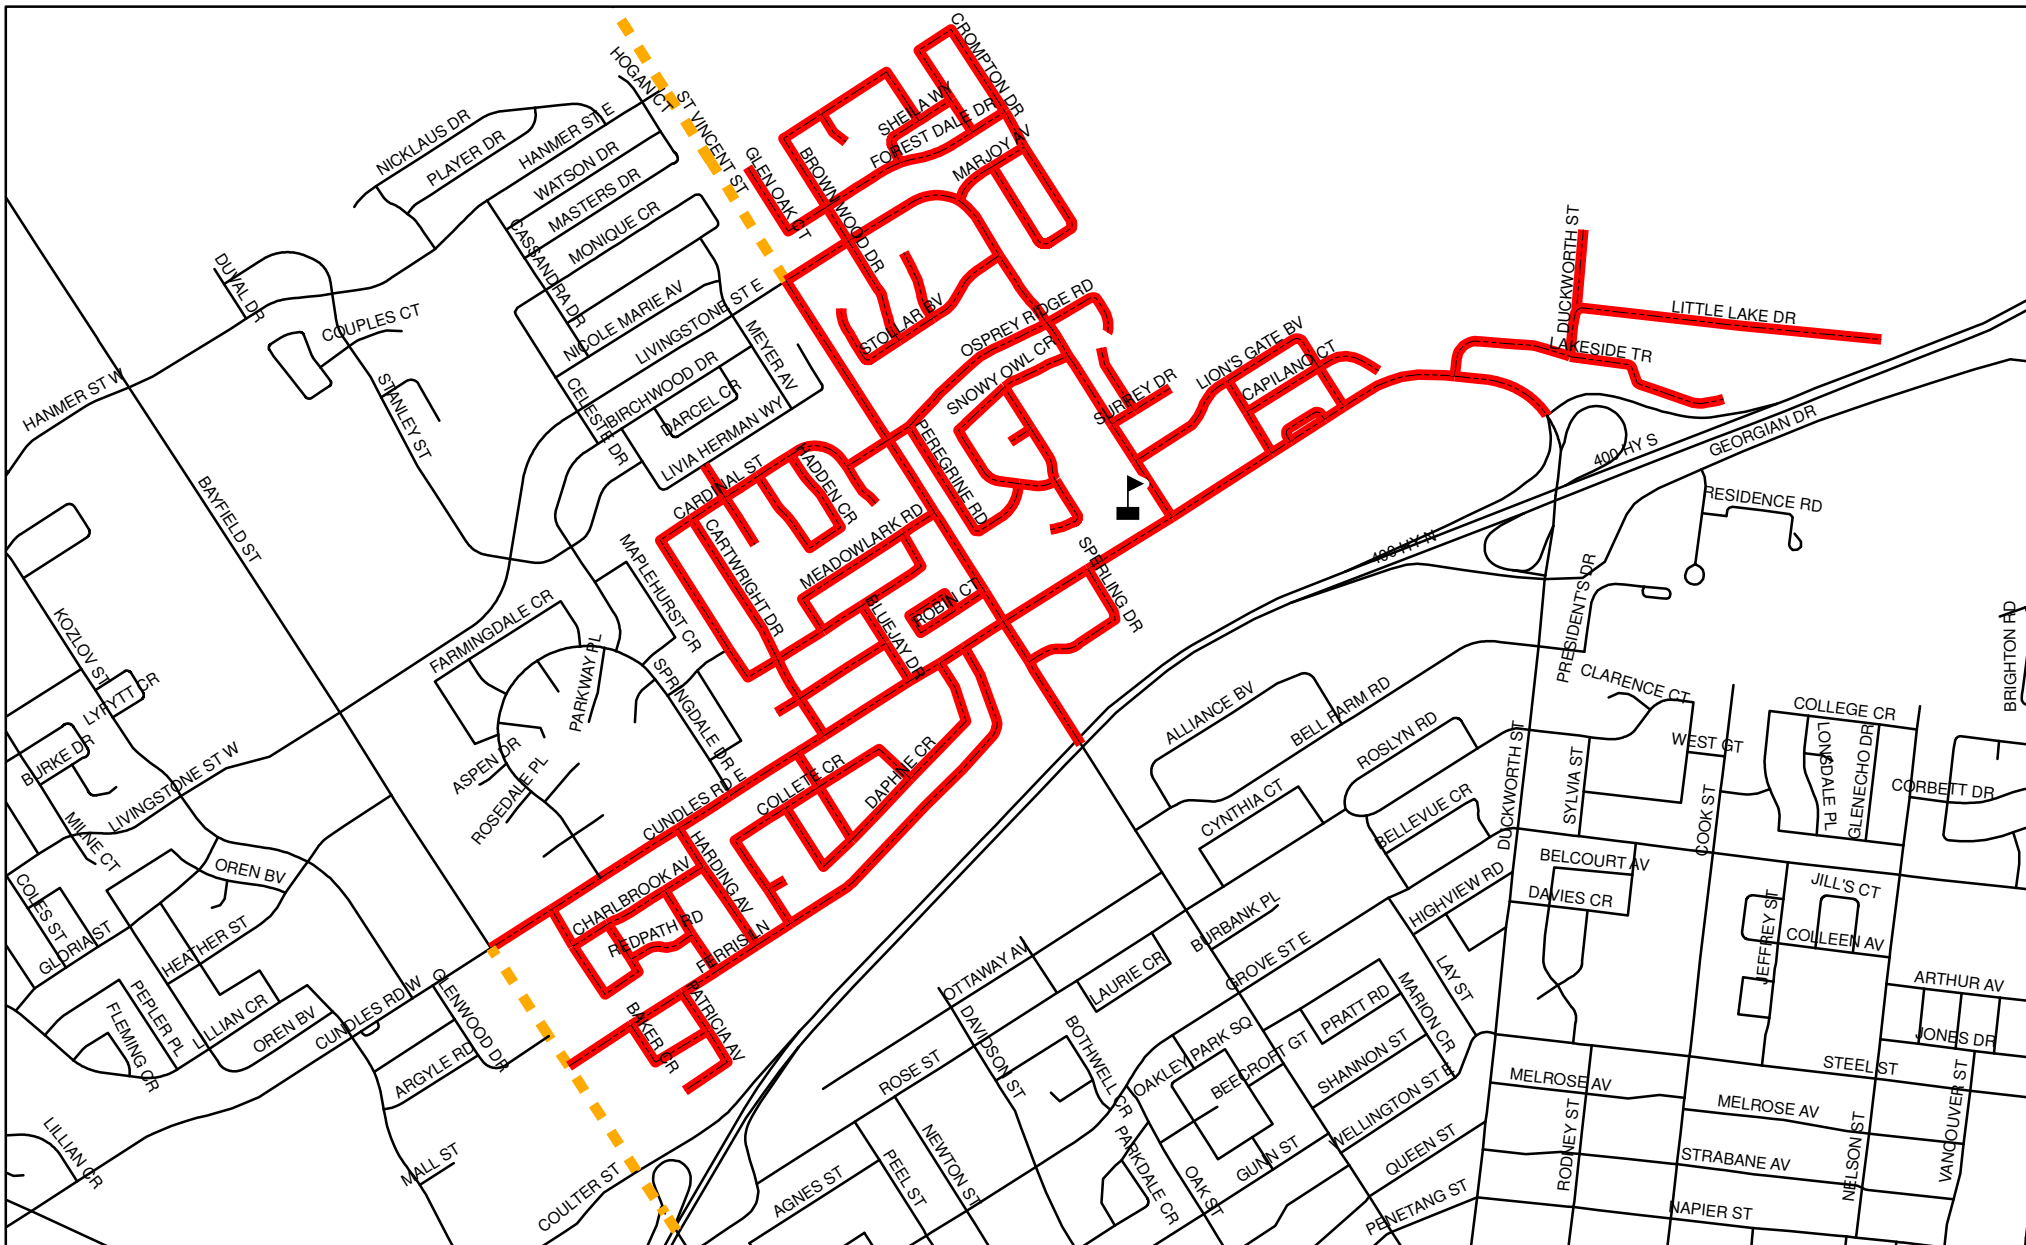 CROMPTON DR
HOGAN CT
ST VINCENT ST
SHEILA WY
FOREST DALE DR
MARJOY AV
NICKLAUS DR
PLAYER DR
HANMER ST E
WATSON DR
MASTERS DR
MONIQUE CR
CASSANDRA DR
GLEN OAK CT
BROWNWOOD DR
DUVAL DR
COUPLES CT
NICOLE MARIE AV
LIVINGSTONE ST E
MEYER AV
STOLLAR BV
OSPREY RIDGE RD
SNOWY OWL CR
SURREY DR
LION'S GATE BV
CAPILANO CT
DUCKWORTH ST
LITTLE LAKE DR
LAKESIDE TR
HANMER ST W
STANLEY ST
BIRCHWOOD DR
DARCEL CR
CELESTE DR
LIVIA HERMAN WY
PEREGRINE RD
400 HY S
GEORGIAN DR
BAYFIELD ST
CARDINAL ST
HADDEN CR
RESIDENCE RD
MAPLEHURST CR
CARTWRIGHT DR
MEADOWLARK RD
SPERLING DR
400 HY N
KOZLOV ST
FARMINGDALE CR
PARKWAY PL
BLUEJAY DR
ROBIN CT
PRESIDENT'S DR
BRIGHTON RD
LYFYTT CR
SPRINGDALE DR
ALLIANCE BV
BELL FARM RD
CLARENCE CT
COLLEGE CR
BURKE DR
LIVINGSTONE ST W
ASPEN DR
ROSEDALE PL
CUNDLES RD E
COLLETE CR
DAPHNE CR
ROSLYN RD
DUCKWORTH ST
SYLVIA ST
WEST GT
LONSDALE PL
GLENECHO DR
CORBETT DR
MILNE CT
CYNTHIA CT
BELLEVUE CR
COOK ST
OREN BV
HARDING AV
CHARLBROOK AV
REDPATH RD
FERRIS LN
BELCOURT AV
DAVIES CR
HIGHVIEW RD
JILL'S CT
COLES ST
GLORIA ST
HEATHER ST
BURBANK PL
GROVE ST E
JEFFREY ST
COLLEEN AV
OTTAWAY AV
LAURIE CR
LAY ST
ARTHUR AV
PEPLER PL
FLEMING CR
LILLIAN CR
OREN BV
CUNDLES RD W
GLENWOOD DR
ARGYLE RD
BAKER CR
PATRICIA AV
DAVIDSON ST
BOTHWELL CR
OAKLEY PARK SQ
BEECROFT GT
PRATT RD
MARION CR
SHANNON ST
WELLINGTON ST E
JONES DR
STEEL ST
MELROSE AV
MELROSE AV
ROSE ST
LILLIAN CR
MALL ST
COULTER ST
AGNES ST
PEEL ST
NEWTON ST
PARKDALE CR
OAK ST
GUNN ST
QUEEN ST
PENETANG ST
RODNEY ST
STRABANE AV
NELSON ST
VANCOUVER ST
NAPIER ST